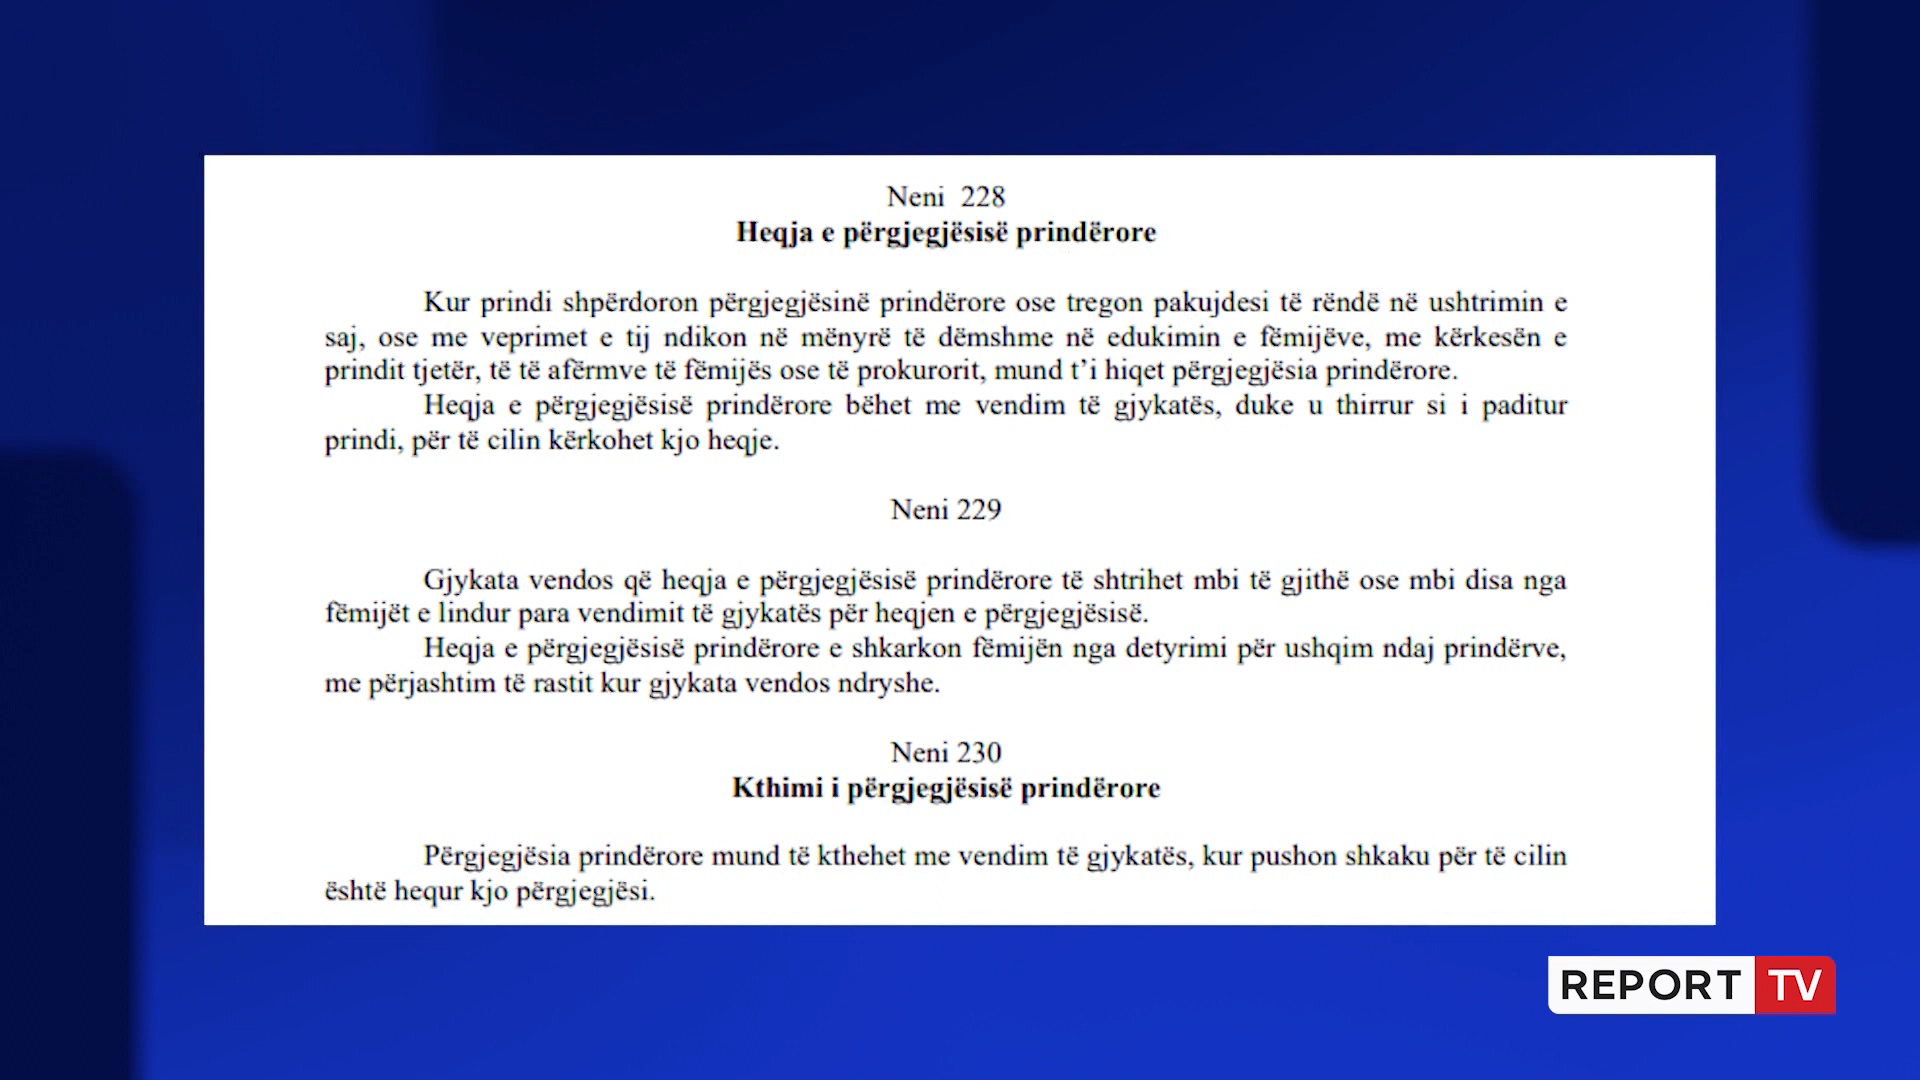 Neni 228
Heqja e përgjegjësisë prindërore
Kur prindi shpërdoron përgjegjësinë prindërore ose tregon pakujdesi të rëndë në ushtrimin e
saj, ose me veprimet e tij ndikon në mënyrë të dëmshme në edukimin e fëmijëve, me kërkesën e
prindit tjetër, të të afërmve të fëmijës ose të prokurorit, mund t’i hiqet përgjegjësia prindërore.
Heqja e përgjegjësisë prindërore bëhet me vendim të gjykatës, duke u thirrur si i paditur
prindi, për të cilin kërkohet kjo heqje.
Neni 229
Gjykata vendos që heqja e përgjegjësisë prindërore të shtrihet mbi të gjithë ose mbi disa nga
fëmijët e lindur para vendimit të gjykatës për heqjen e përgjegjësisë.
Heqja e përgjegjësisë prindërore e shkarkon fëmijën nga detyrimi për ushqim ndaj prindërve,
me përjashtim të rastit kur gjykata vendos ndryshe.
Neni 230
Kthimi i përgjegjësisë prindërore
Përgjegjësia prindërore mund të kthehet me vendim të gjykatës, kur pushon shkaku për të cilin
është hequr kjo përgjegjësi.
REPORT TV